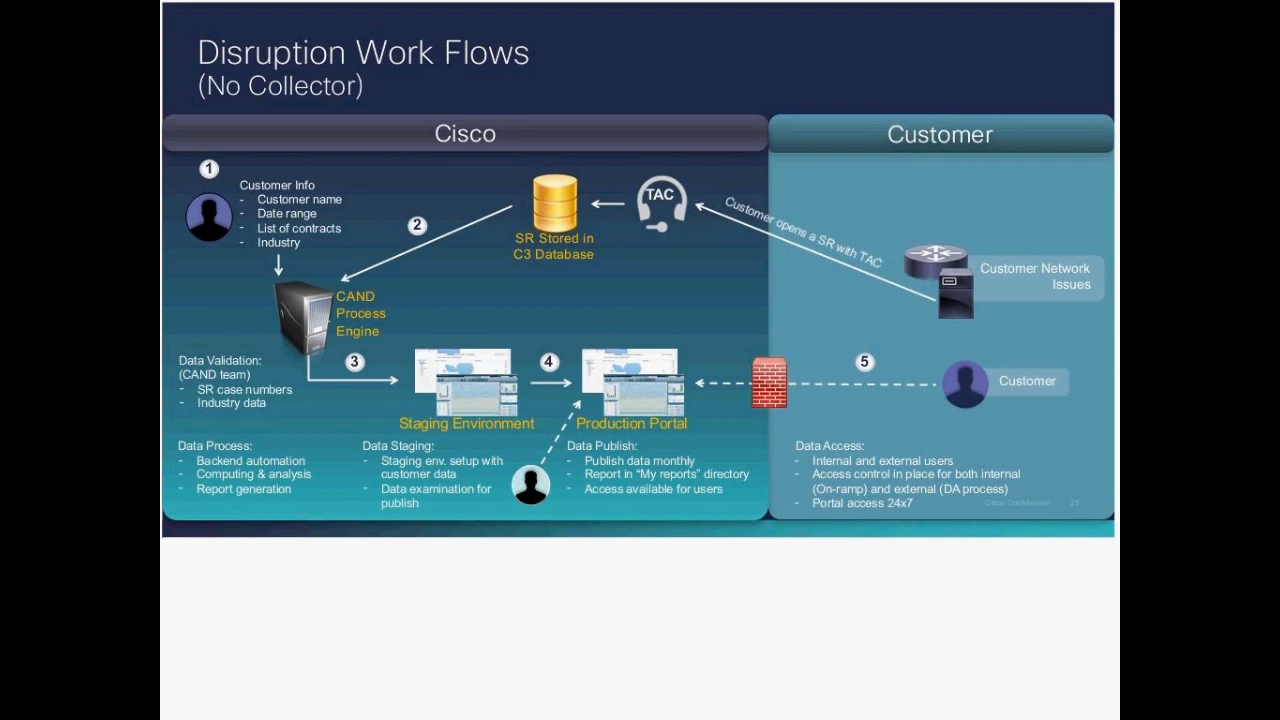 Disruption Work Flows
(No Collector)
Cisco
Customer
1
Customer Info
- Customer name
- Date range
- List of contracts
- Industry
2
SR Stored in
C3 Database
TAC
Customer opens a SR with TAC
Customer Network
Issues
CAND
Process
Engine
Data Validation:
(CAND team)
- SR case numbers
- Industry data
3
4
5
Customer
Staging Environment
Production Portal
Data Process:
- Backend automation
- Computing & analysis
- Report generation
Data Staging:
- Staging env. setup with
customer data
- Data examination for
publish
Data Publish:
- Publish data monthly
- Report in “My reports” directory
- Access available for users
Data Access:
- Internal and external users
- Access control in place for both internal
(On-ramp) and external (DA process)
- Portal access 24x7
Cisco Confidential